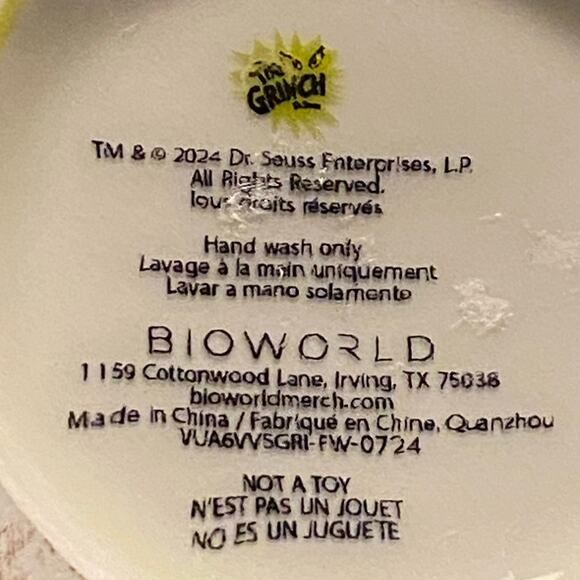 THE
GRINCH
TM & © 2024 Dr. Seuss Enterprises, L.P.
All Rights Reserved.
Tous droits réservés
Hand wash only
Lavage à la main uniquement
Lavar a mano solamente
BIOWORLD
1159 Cottonwood Lane, Irving, TX 75038
bioworldmerch.com
Made in China / Fabriqué en Chine, Quanzhou
VUA6VVSGRI-FW-0724
NOT A TOY
N'EST PAS UN JOUET
NO ES UN JUGUETE